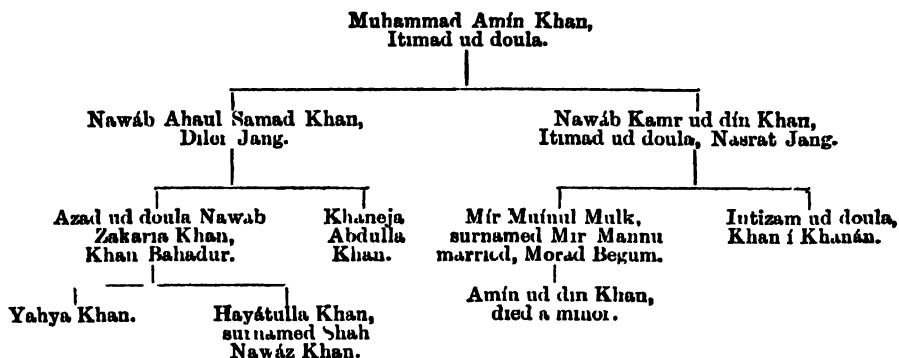 Muhammad Amín Khan,
Itimad ud doula.
Nawáb Ahaul Samad Khan,
Diler Jang.
Nawáb Kamr ud dín Khan,
Itimad ud doula, Nasrat Jang.
Azad ud doula Nawab
Zakaria Khan,
Khan Bahadur.
Khaneja
Abdulla
Khan.
Mír Muínul Mulk,
surnamed Mir Mannu
married, Morad Begum.
Intizam ud doula,
Khan í Khanán.
Yahya Khan.
Hayátulla Khan,
surnamed Shah
Nawáz Khan.
Amín ud din Khan,
died a minor.